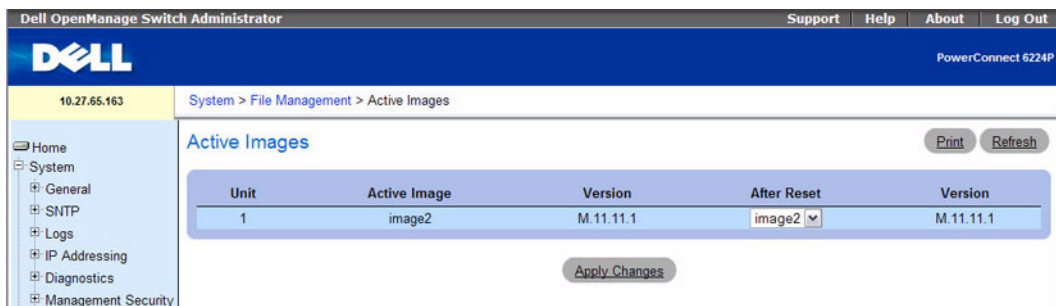 Dell OpenManage Switch Administrator
Support Help About Log Out
DELL
PowerConnect 6224P
10.27.65.163
System > File Management > Active Images
Home
System
General
SNTP
Logs
IP Addressing
Diagnostics
Management Security
Active Images
Print Refresh
Unit Active Image Version After Reset Version
1 image2 M.11.11.1 image2 M.11.11.1
Apply Changes